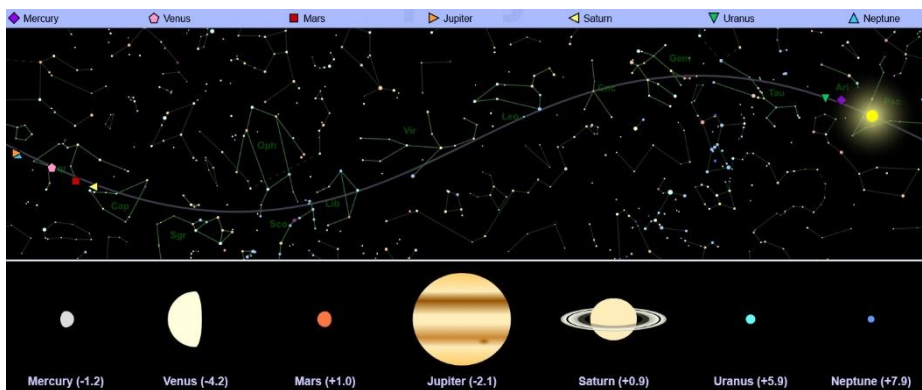 Mercury Venus Mars Jupiter Saturn Uranus Neptune
Gem
Cnc Tau Ari Psc
Leo
Vir
Oph
Cap Lib
Sco
Sgr
Mercury (-1.2) Venus (-4.2) Mars (+1.0) Jupiter (-2.1) Saturn (+0.9) Uranus (+5.9) Neptune (+7.9)